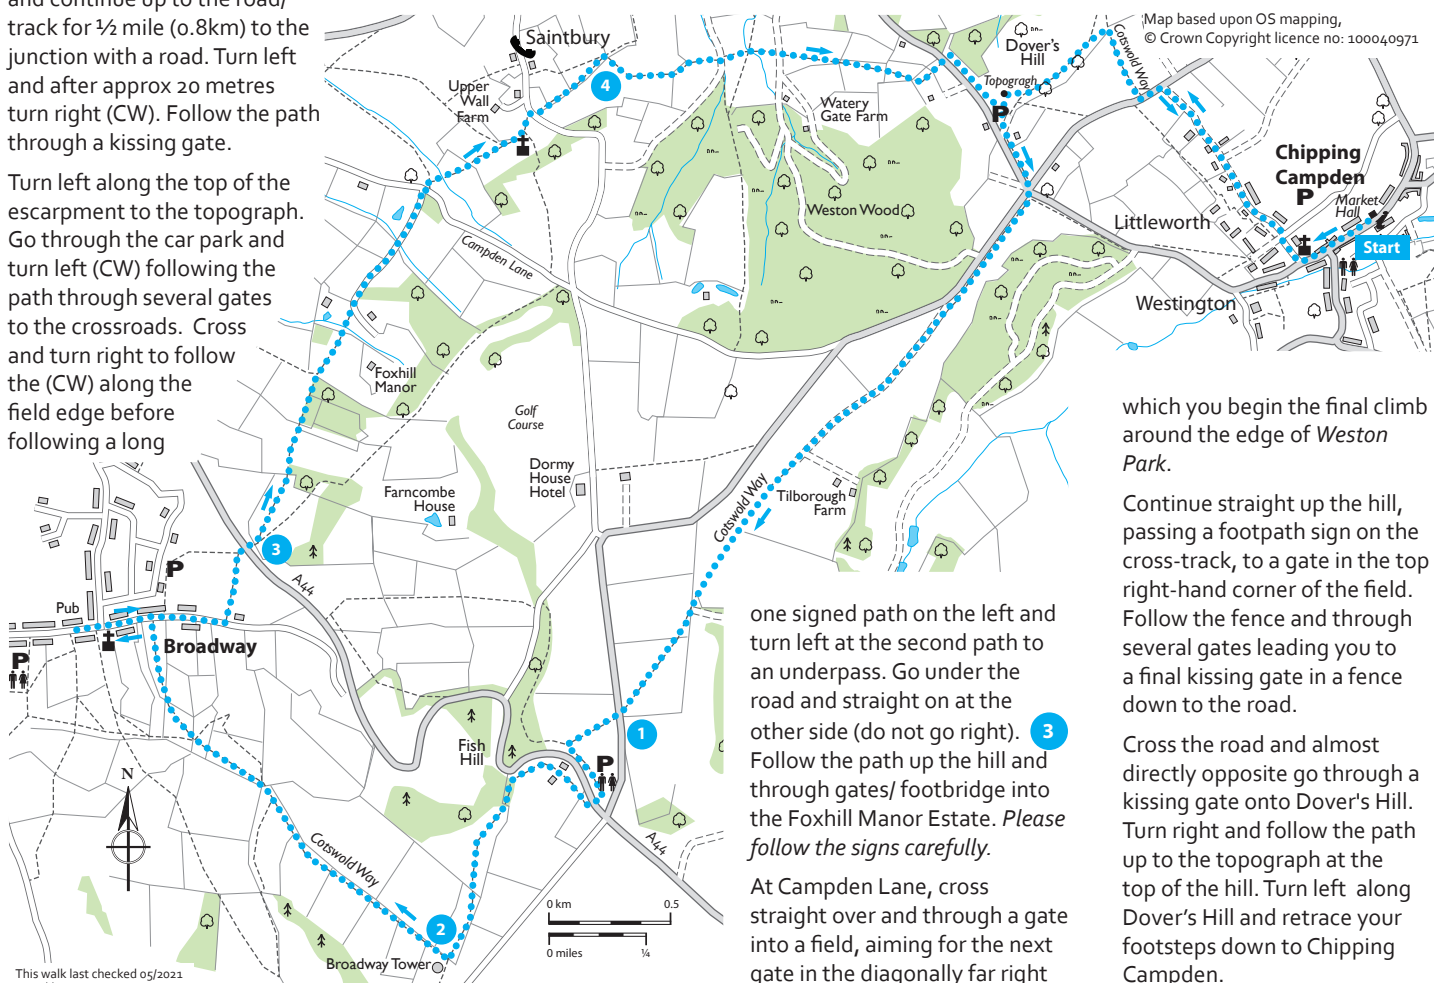 and continue up to the road/
track for ½ mile (0.8km) to the
junction with a road. Turn left
and after approx 20 metres
turn right (CW). Follow the path
through a kissing gate.
Turn left along the top of the
escarpment to the topograph.
Go through the car park and
turn left (CW) following the
path through several gates
to the crossroads. Cross
and turn right to follow
the (CW) along the
field edge before
following a long
Map based upon OS mapping,
© Crown Copyright licence no: 100040971
Saintbury
Upper
Wall
Farm
4
Dover's
Hill
Topogragh
P
Cotswold Way
Watery
Gate Farm
Weston Wood
Chipping
Campden
P
Market
Hall
i
Start
Littleworth
Westington
Campden Lane
Foxhill
Manor
Golf
Course
Dormy
House
Hotel
Farncombe
House
Cotswold Way
Tilborough
Farm
3
A44
P
Pub
Broadway
P
Fish
Hill
1
P
A44
N
Cotswold Way
2
Broadway Tower
0 km 0.5
0 miles ¼
This walk last checked 05/2021
one signed path on the left and
turn left at the second path to
an underpass. Go under the
road and straight on at the
other side (do not go right). 3
Follow the path up the hill and
through gates/ footbridge into
the Foxhill Manor Estate. Please
follow the signs carefully.
At Campden Lane, cross
straight over and through a gate
into a field, aiming for the next
gate in the diagonally far right
which you begin the final climb
around the edge of Weston
Park.
Continue straight up the hill,
passing a footpath sign on the
cross-track, to a gate in the top
right-hand corner of the field.
Follow the fence and through
several gates leading you to
a final kissing gate in a fence
down to the road.
Cross the road and almost
directly opposite go through a
kissing gate onto Dover's Hill.
Turn right and follow the path
up to the topograph at the
top of the hill. Turn left along
Dover's Hill and retrace your
footsteps down to Chipping
Campden.